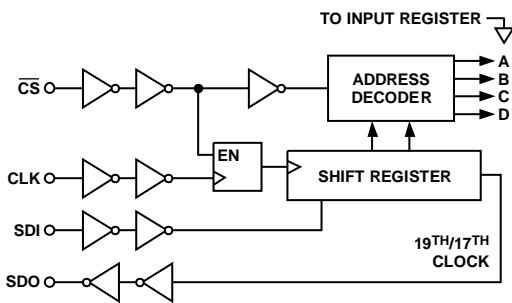 TO INPUT REGISTER
CS
ADDRESS
DECODER
A
B
C
D
EN
CLK
SHIFT REGISTER
SDI
19TH/17TH
CLOCK
SDO